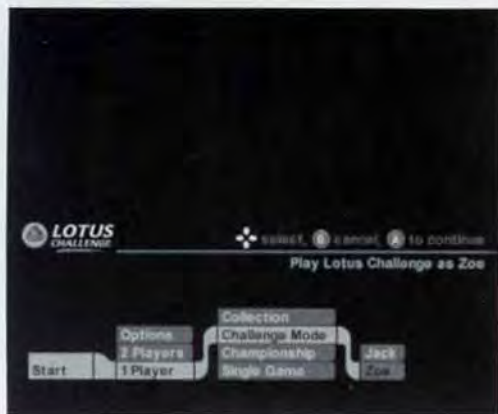 LOTUS
CHALLENGE
select, B cancel, A to continue
Play Lotus Challenge as Zoe
Collection
Options
Challenge Mode
2 Players
Championship
Jack
Start
1 Player
Single Game
Zoe